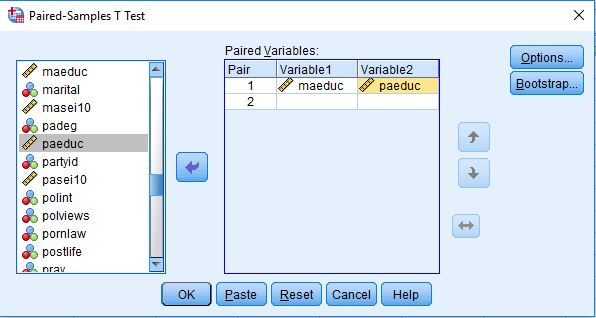 Paired-Samples T Test
Paired Variables:
maeduc
marital
masei10
padeg
paeduc
partyid
pasei10
polint
polviews
pornlaw
postlife
pray
Pair Variable1 Variable2
1 maeduc paeduc
2
Options...
Bootstrap...
OK Paste Reset Cancel Help